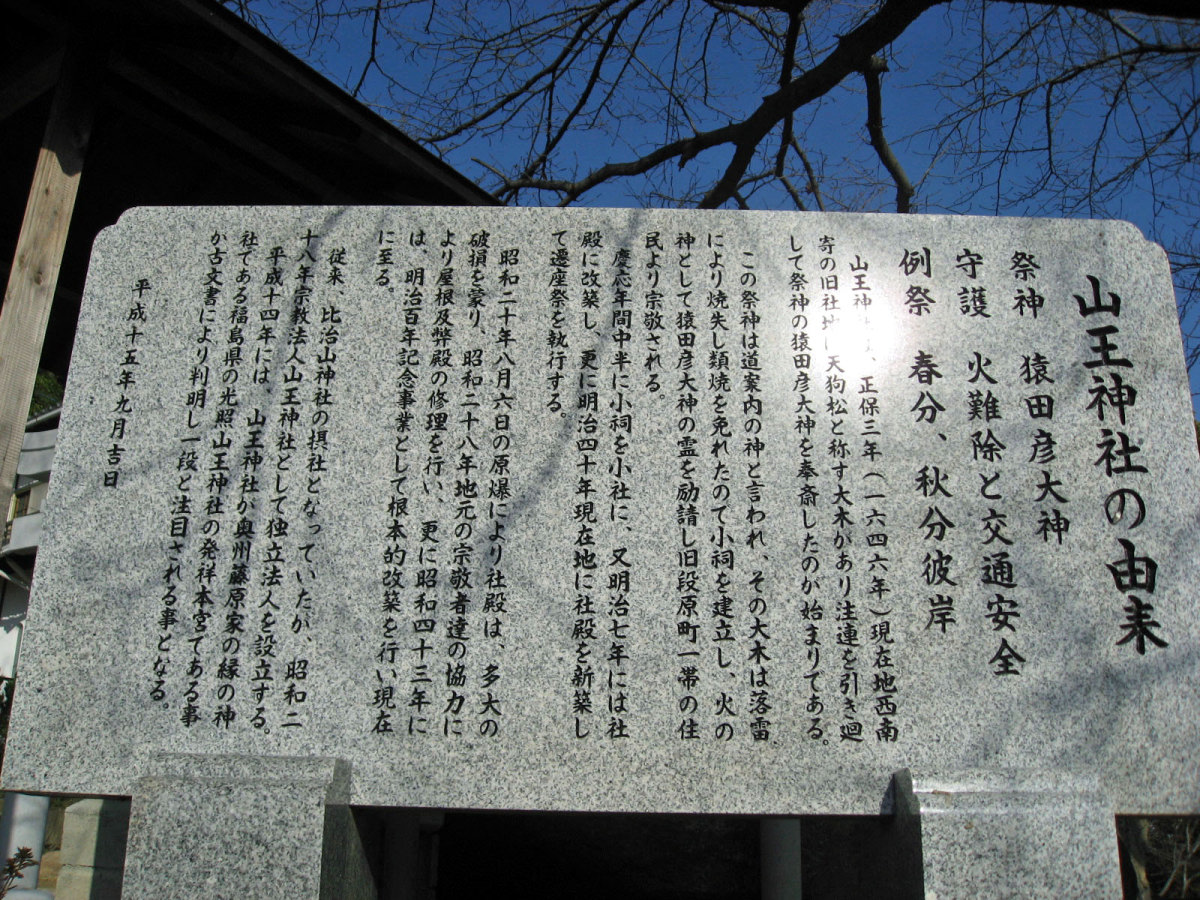 山王神社の由来
祭神 猿田彦大神
守護 火難除と交通安全
例祭 春分、秋分彼岸
山王神社は、正保三年(一六四六年)現在地西南
寄の旧社地に天狗松と称す大木があり注連を引き廻
して祭神の猿田彦大神を奉斎したのが始まりである。
この祭神は道案内の神と言われ、その大木は落雷
により焼失し類焼を免れたので小祠を建立し、火の
神として猿田彦大神の霊を勧請し旧段原町一帯の住
民より宗敬される。
慶応年間中半に小祠を小社に、又明治七年には社
殿に改築し、更に明治四十年現在地に社殿を新築し
て遷座祭を執行する。
昭和二十年八月六日の原爆により社殿は、多大の
破損を蒙り、昭和二十八年地元の宗敬者達の協力に
より屋根及弊殿の修理を行い、更に昭和四十三年に
は、明治百年記念事業として根本的改築を行い現在
に至る。
従来、比治山神社の摂社となっていたが、昭和二
十八年宗教法人山王神社として独立法人を設立する。
平成十四年には、山王神社が奥州藤原家の縁の神
社である福島県の光照山王神社の発祥本宮である事
が古文書により判明し一段と注目される事となる。
平成十五年九月吉日